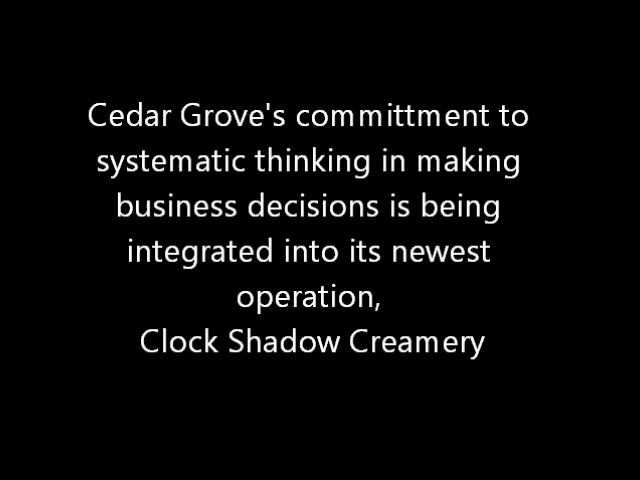 Cedar Grove's committment to
systematic thinking in making
business decisions is being
integrated into its newest
operation,
Clock Shadow Creamery